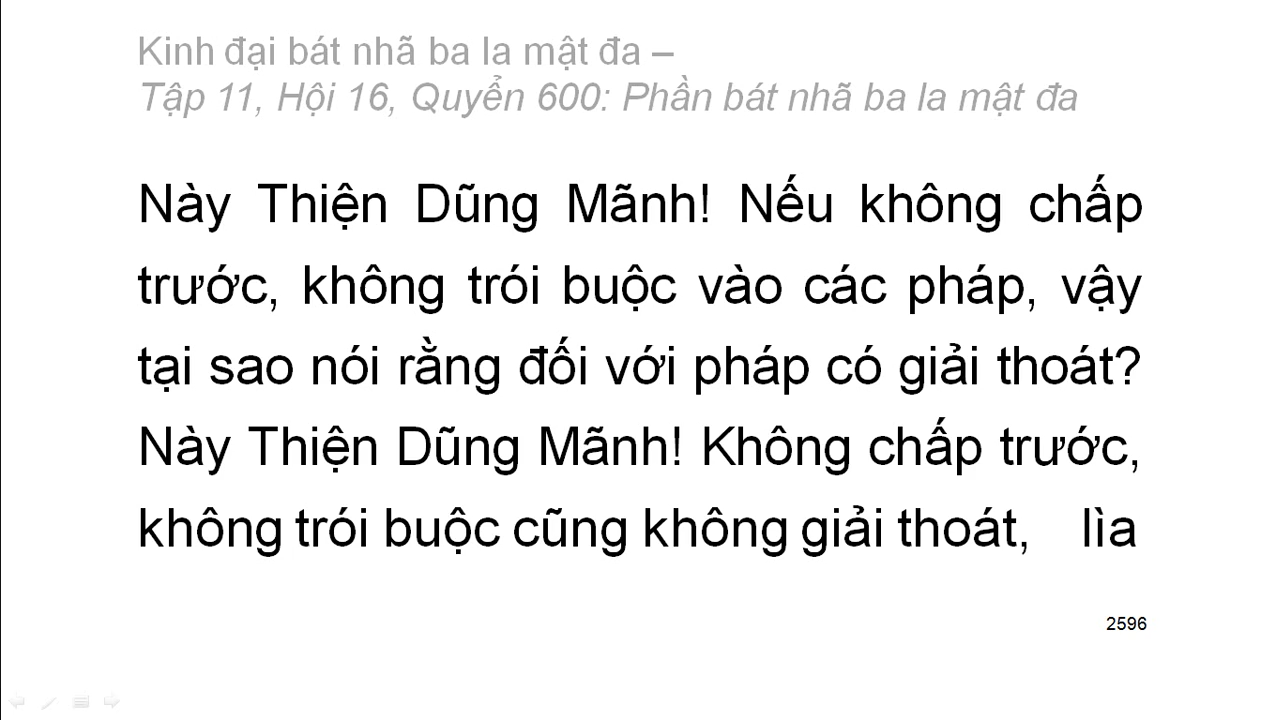 Kinh đại bát nhã ba la mật đa –
Tập 11, Hội 16, Quyển 600: Phần bát nhã ba la mật đa
Này Thiện Dũng Mãnh! Nếu không chấp
trước, không trói buộc vào các pháp, vậy
tại sao nói rằng đối với pháp có giải thoát?
Này Thiện Dũng Mãnh! Không chấp trước,
không trói buộc cũng không giải thoát, lìa
2596